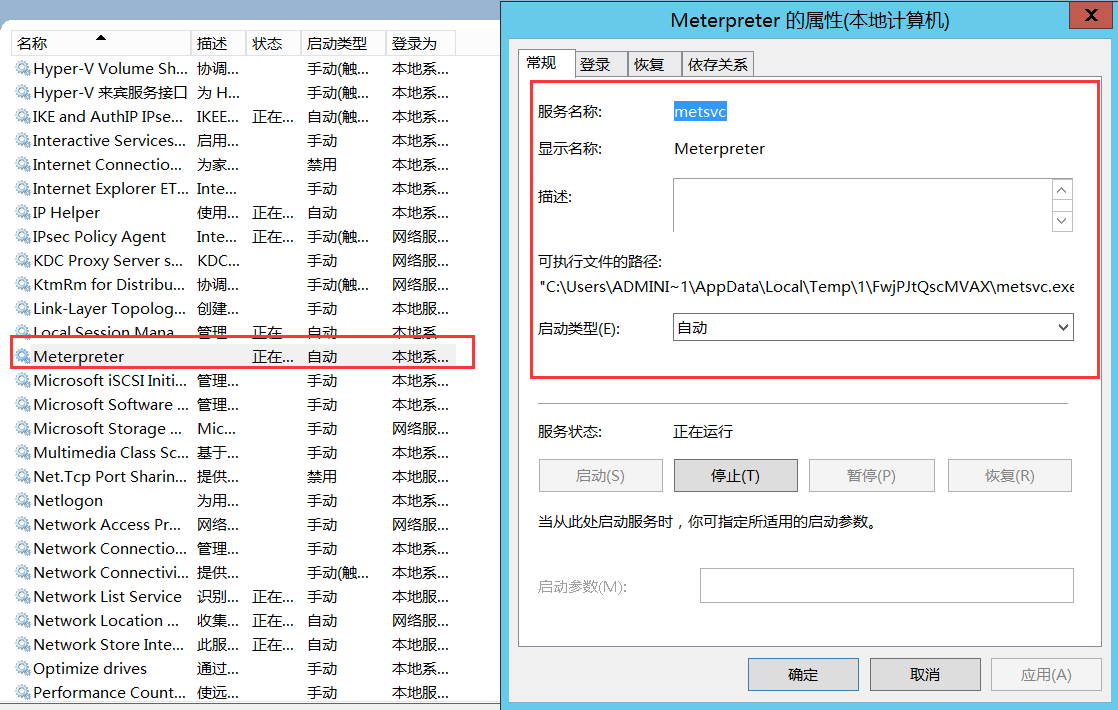 名称 描述 状态 启动类型 登录为
Hyper-V Volume Sh... 协调... 手动(触... 本地系...
Hyper-V 来宾服务接口 为 H... 手动(触... 本地系...
IKE and AuthIP IPse... IKEE... 正在... 自动(触... 本地系...
Interactive Services... 启用... 手动 本地系...
Internet Connectio... 为家... 禁用 本地系...
Internet Explorer ET... Inte... 手动 本地系...
IP Helper 使用... 正在... 自动 本地系...
IPsec Policy Agent Inte... 正在... 手动(触... 网络服...
KDC Proxy Server s... KDC... 手动 网络服...
KtmRm for Distribu... 协调... 手动(触... 网络服...
Link-Layer Topolog... 创建... 手动 本地服...
Local Session Mana 管理 正在 自动 本地系
Meterpreter 正在... 自动 本地系...
Microsoft iSCSI Initi... 管理... 手动 本地系...
Microsoft Software ... 管理... 手动 本地系...
Microsoft Storage ... Mic... 手动 网络服...
Multimedia Class Sc... 基于... 手动 本地系...
Net.Tcp Port Sharin... 提供... 禁用 本地服...
Netlogon 为用... 手动 本地系...
Network Access Pr... 网络... 手动 网络服...
Network Connectio... 管理... 手动 本地系...
Network Connectivi... 提供... 手动(触... 本地系...
Network List Service 识别... 正在... 手动 本地服...
Network Location ... 收集... 正在... 自动 网络服...
Network Store Inte... 此服... 正在... 自动 本地服...
Optimize drives 通过... 手动 本地系...
Performance Count... 使远... 手动 本地服...
Meterpreter 的属性(本地计算机)
常规 登录 恢复 依存关系
服务名称: metsvc
显示名称: Meterpreter
描述:
可执行文件的路径:
"C:\Users\ADMINI~1\AppData\Local\Temp\1\FwjPJtQscMVAX\metsvc.exe
启动类型(E): 自动
服务状态: 正在运行
启动(S) 停止(T) 暂停(P) 恢复(R)
当从此处启动服务时，你可指定所适用的启动参数。
启动参数(M):
确定 取消 应用(A)